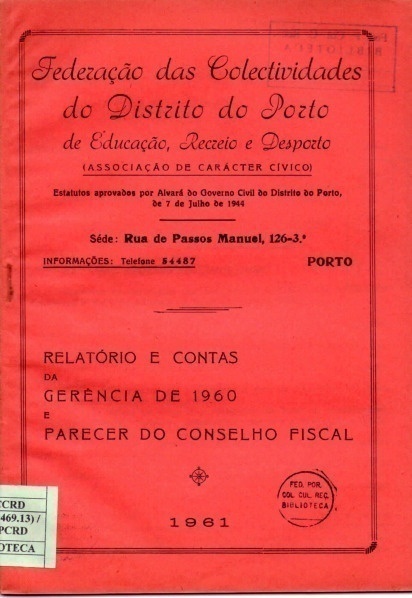 Federação das Colectividades
do Distrito do Porto
de Educação, Recreio e Desporto
(ASSOCIAÇÃO DE CARÁCTER CÍVICO)
Estatutos aprovados por Alvará do Governo Civil do Distrito do Porto,
de 7 de Julho de 1944
Séde: Rua de Passos Manuel, 126-3.º
INFORMAÇÕES: Telefone 54487 PORTO
RELATÓRIO E CONTAS
DA
GERÊNCIA DE 1960
E
PARECER DO CONSELHO FISCAL
FED. POR.
COL. CUL. REC.
BIBLIOTECA
1961
CCRD
469.13) /
PCRD
OTECA
BIBLIOTECA